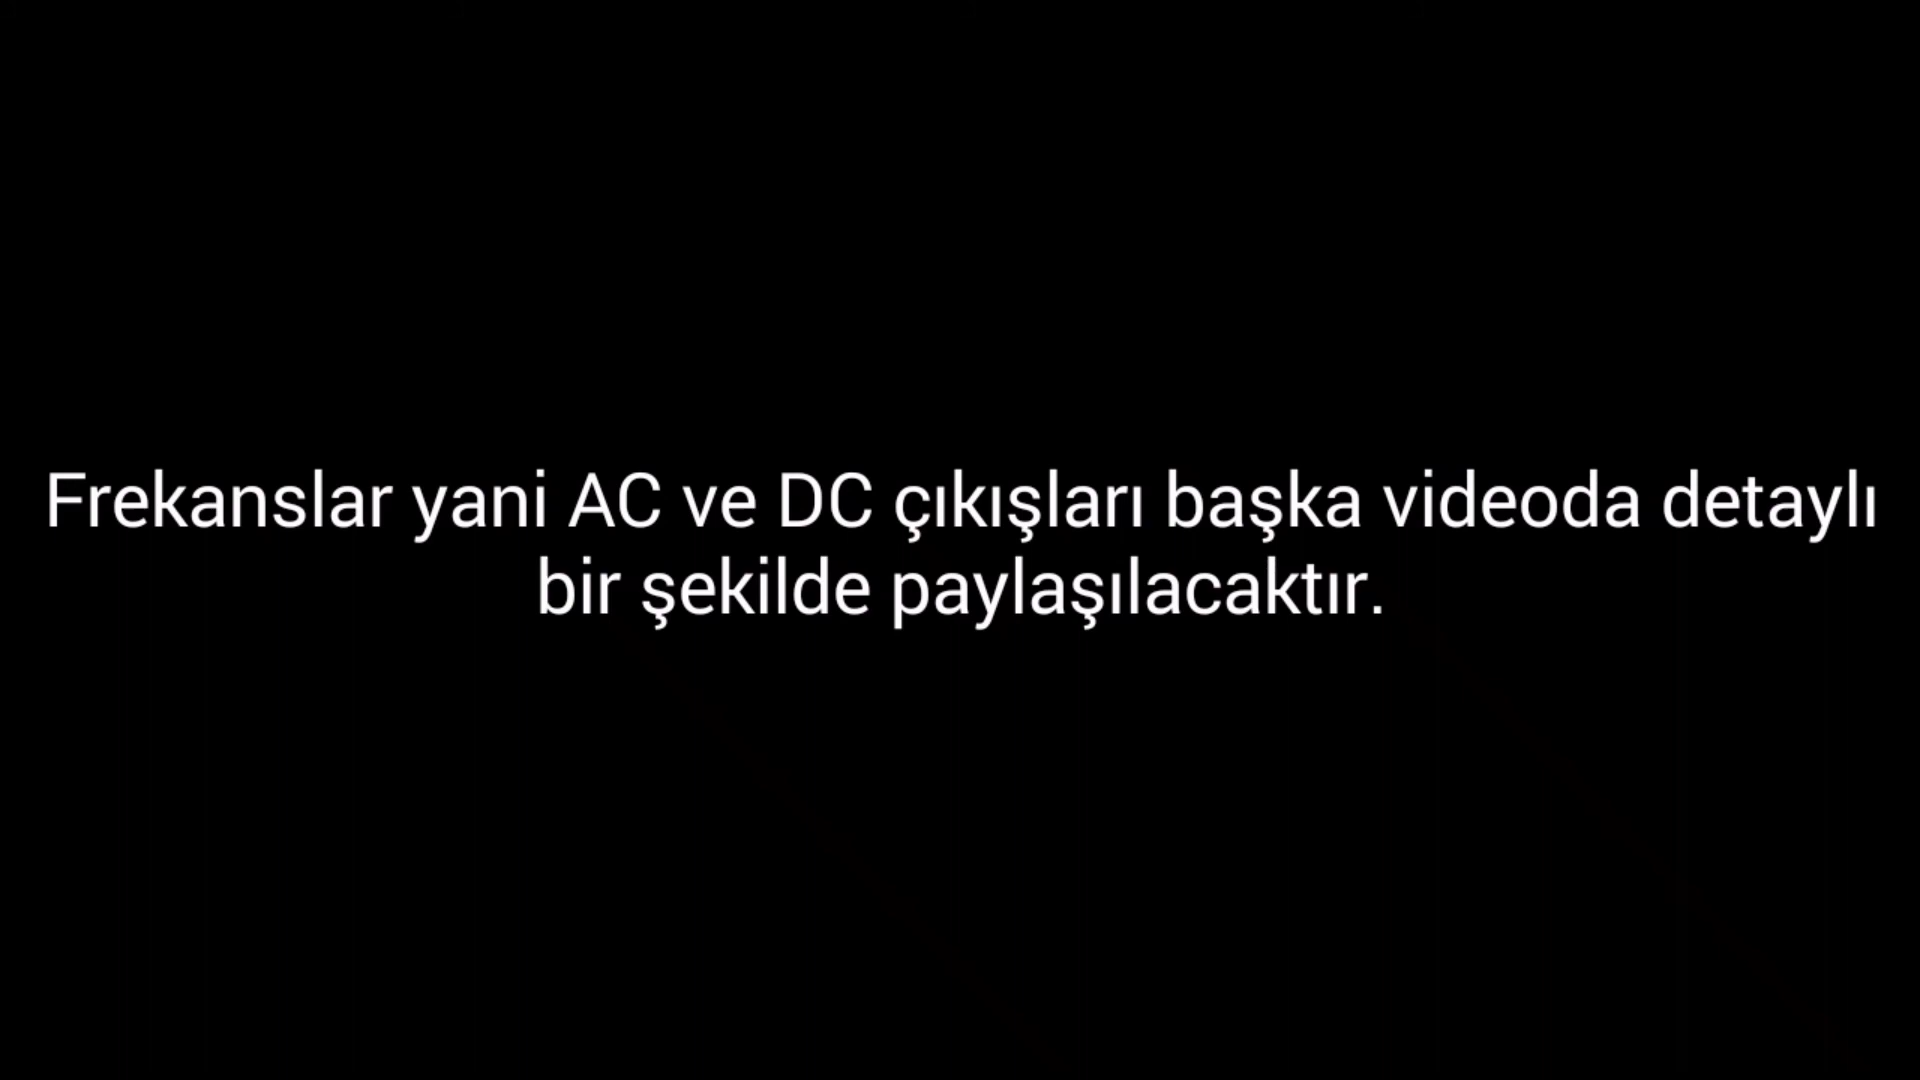 Frekanslar yani AC ve DC çıkışları başka videoda detaylı
bir şekilde paylaşılacaktır.